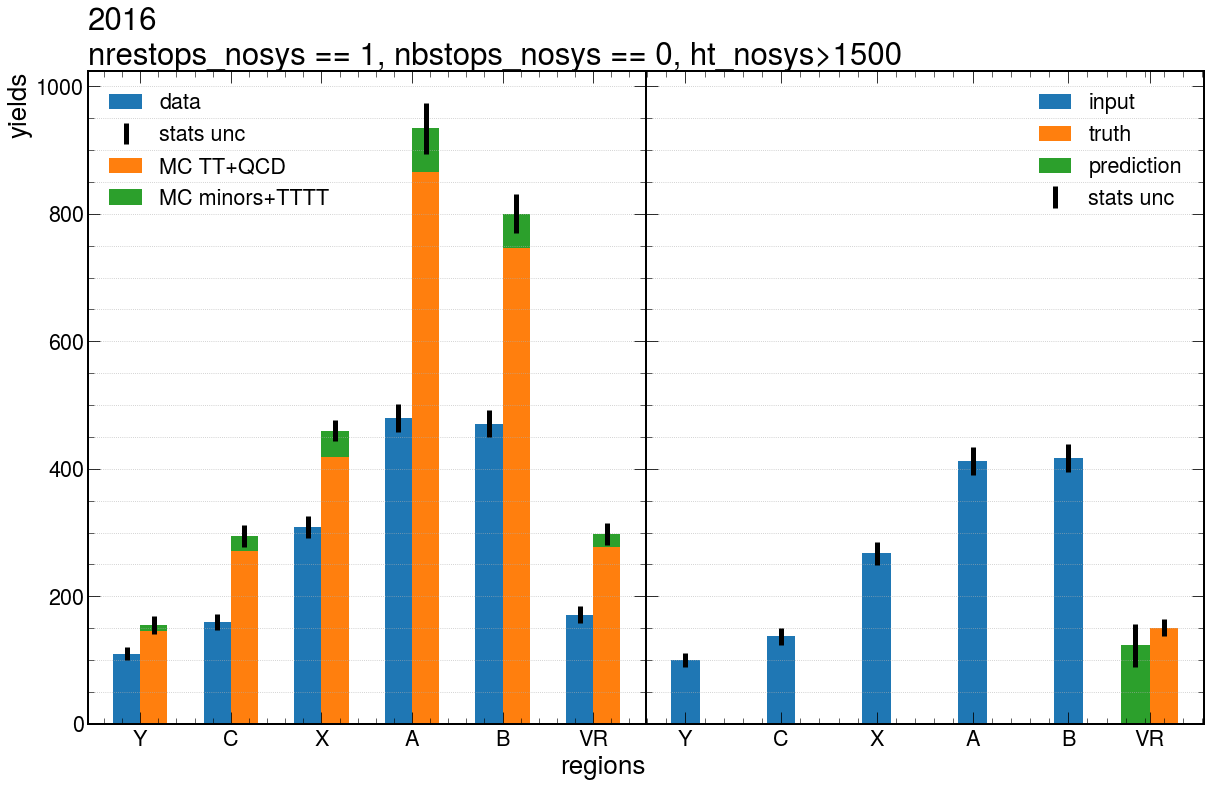 2016
nrestops_nosys == 1, nbstops_nosys == 0, ht_nosys>1500
yields
1000
800
600
400
200
0
data
stats unc
MC TT+QCD
MC minors+TTTT
input
truth
prediction
stats unc
Y C X A B VR
Y C X A B VR
regions